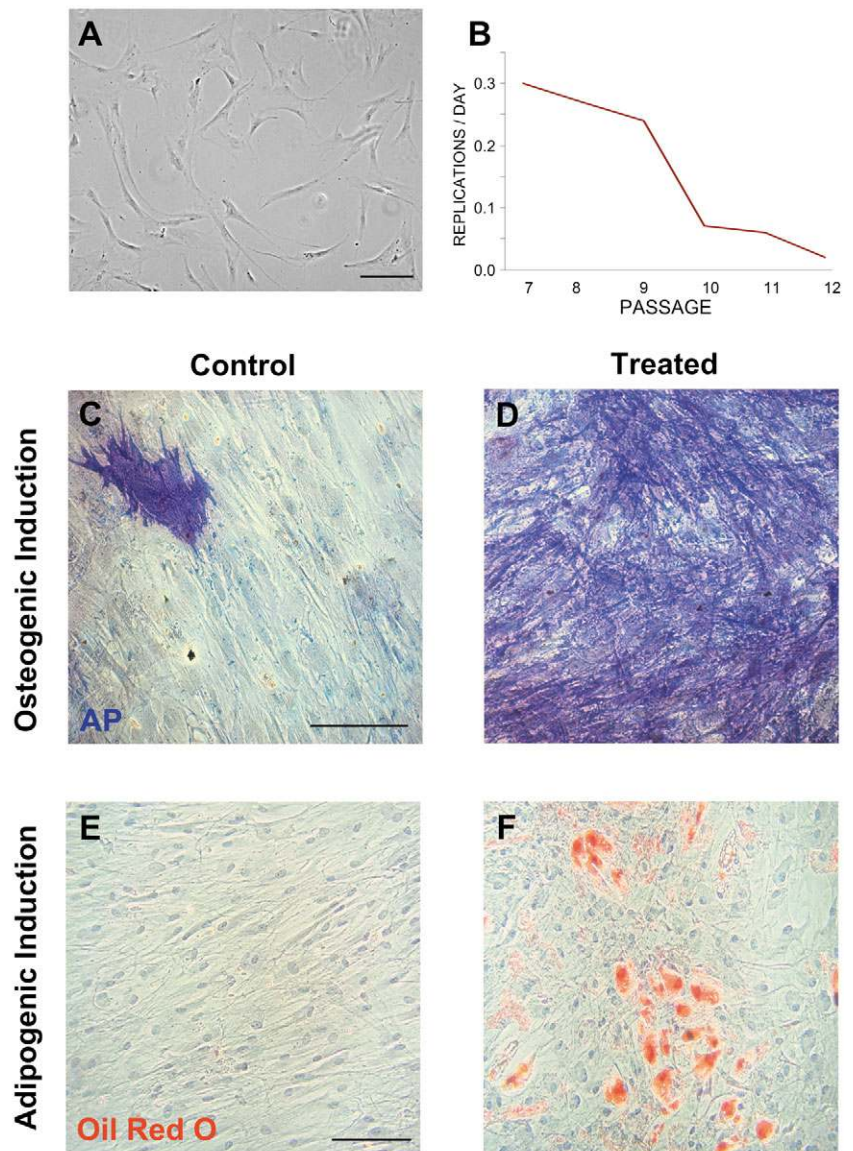 A
B
REPLICATIONS / DAY
0.3
0.2
0.1
0.0
7 8 9 10 11 12
PASSAGE
Control
Treated
Osteogenic Induction
C
AP
D
Adipogenic Induction
E
Oil Red O
F